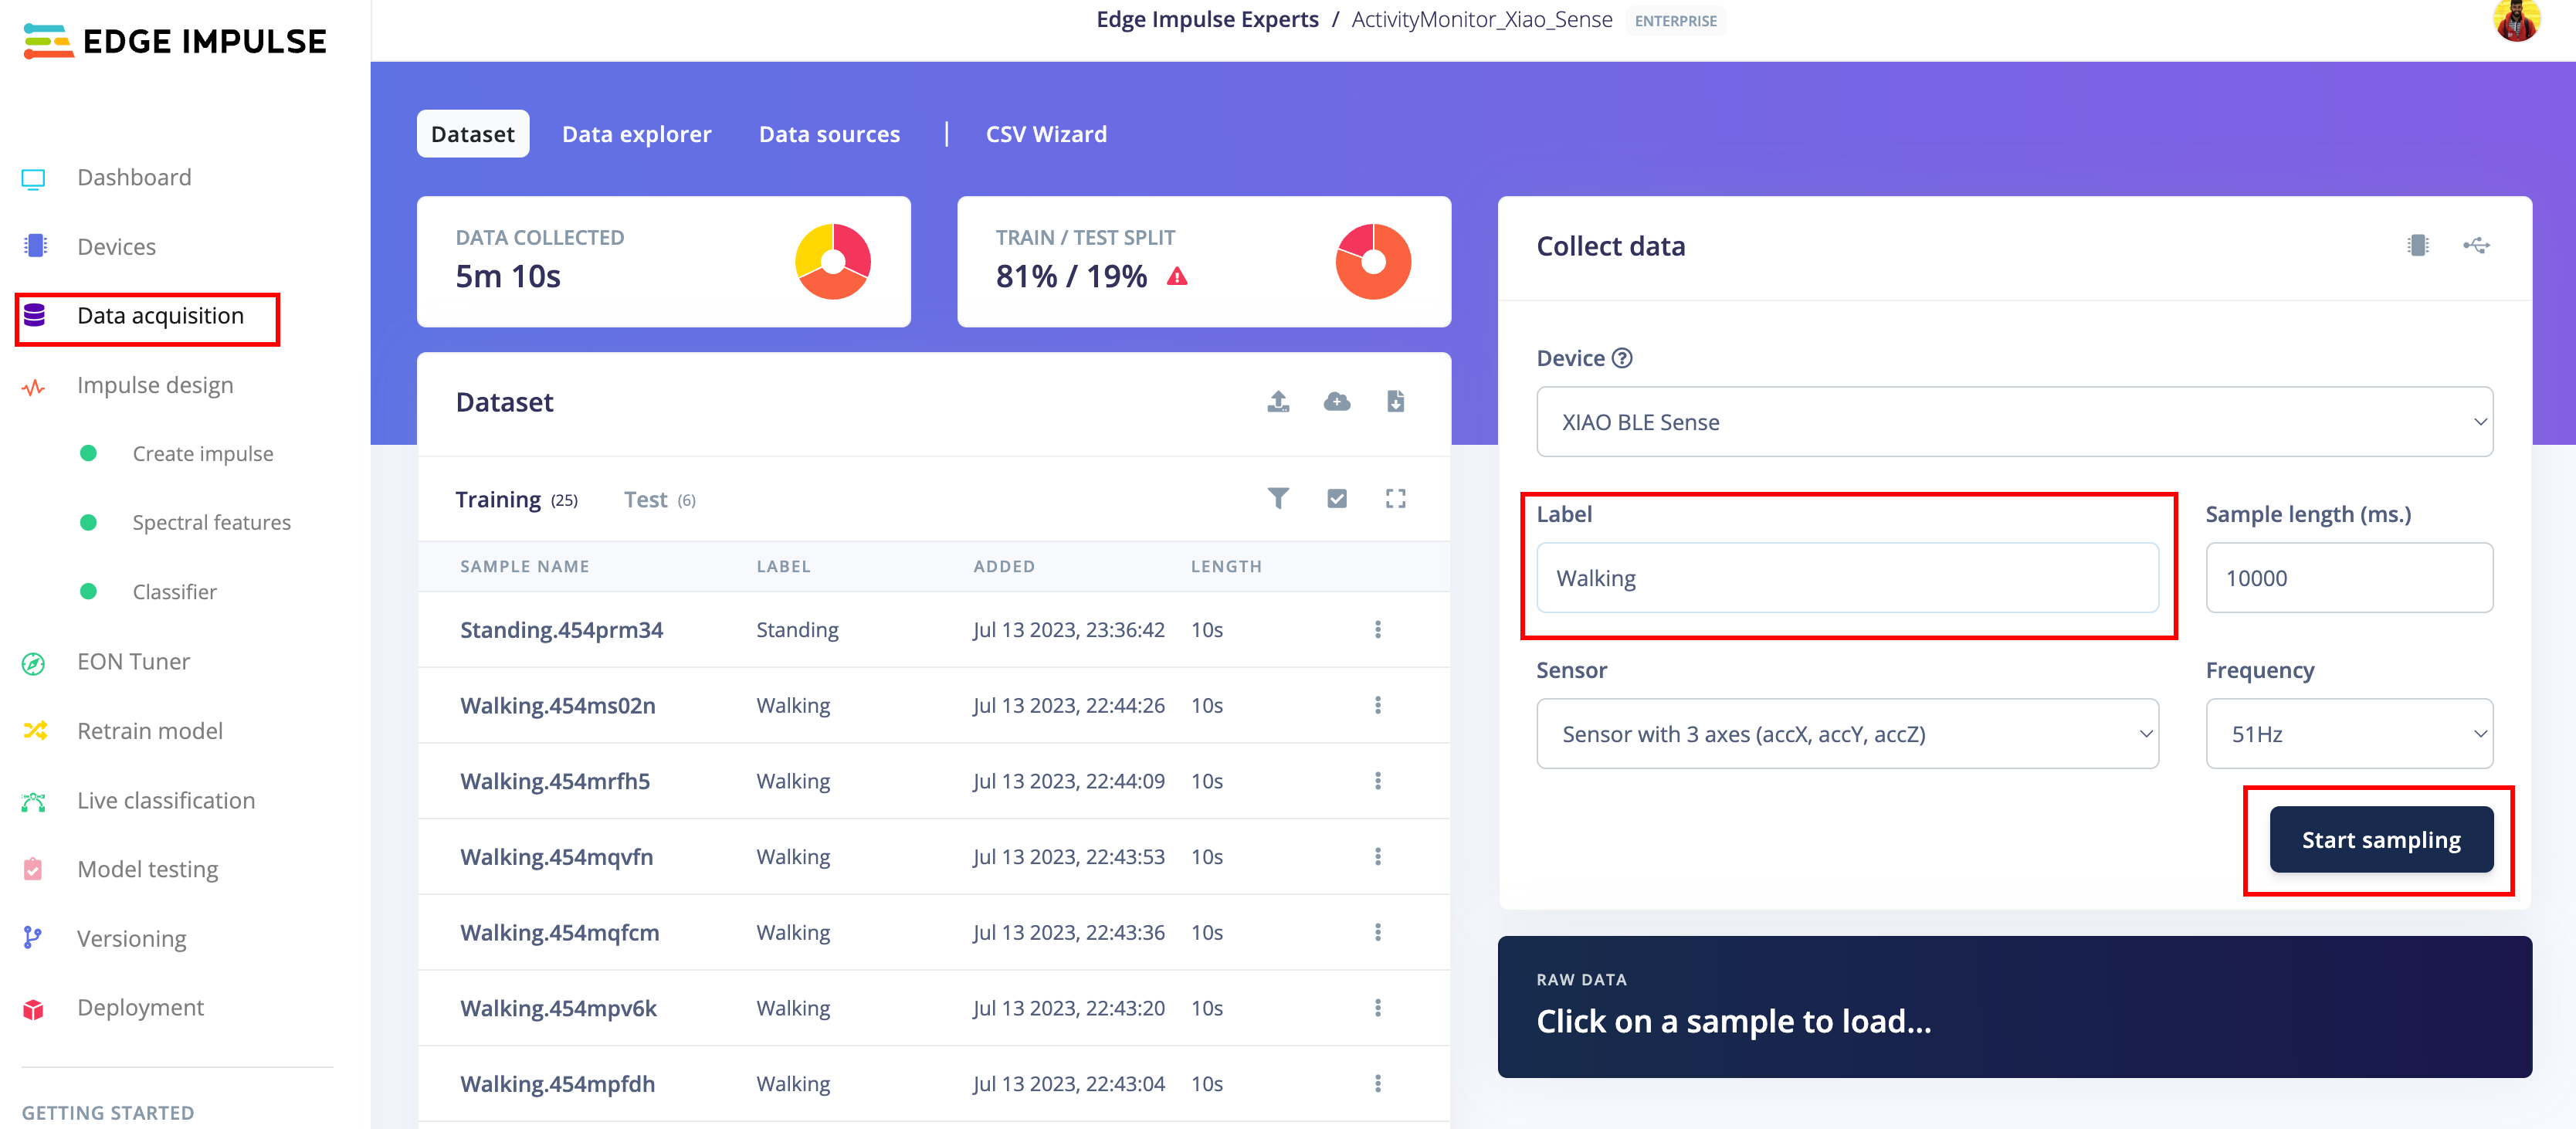 EDGE IMPULSE
Edge Impulse Experts / ActivityMonitor_Xiao_Sense ENTERPRISE
Dashboard
Devices
Data acquisition
Impulse design
Create impulse
Spectral features
Classifier
EON Tuner
Retrain model
Live classification
Model testing
Versioning
Deployment
GETTING STARTED
Dataset Data explorer Data sources | CSV Wizard
DATA COLLECTED
5m 10s
TRAIN / TEST SPLIT
81% / 19%
Dataset
Training (25) Test (6)
SAMPLE NAME LABEL ADDED LENGTH
Standing.454prm34 Standing Jul 13 2023, 23:36:42 10s
Walking.454ms02n Walking Jul 13 2023, 22:44:26 10s
Walking.454mrfh5 Walking Jul 13 2023, 22:44:09 10s
Walking.454mqvfn Walking Jul 13 2023, 22:43:53 10s
Walking.454mqfcm Walking Jul 13 2023, 22:43:36 10s
Walking.454mpv6k Walking Jul 13 2023, 22:43:20 10s
Walking.454mpfdh Walking Jul 13 2023, 22:43:04 10s
Collect data
Device ?
XIAO BLE Sense
Label Sample length (ms.)
Walking 10000
Sensor Frequency
Sensor with 3 axes (accX, accY, accZ) 51Hz
Start sampling
RAW DATA
Click on a sample to load...